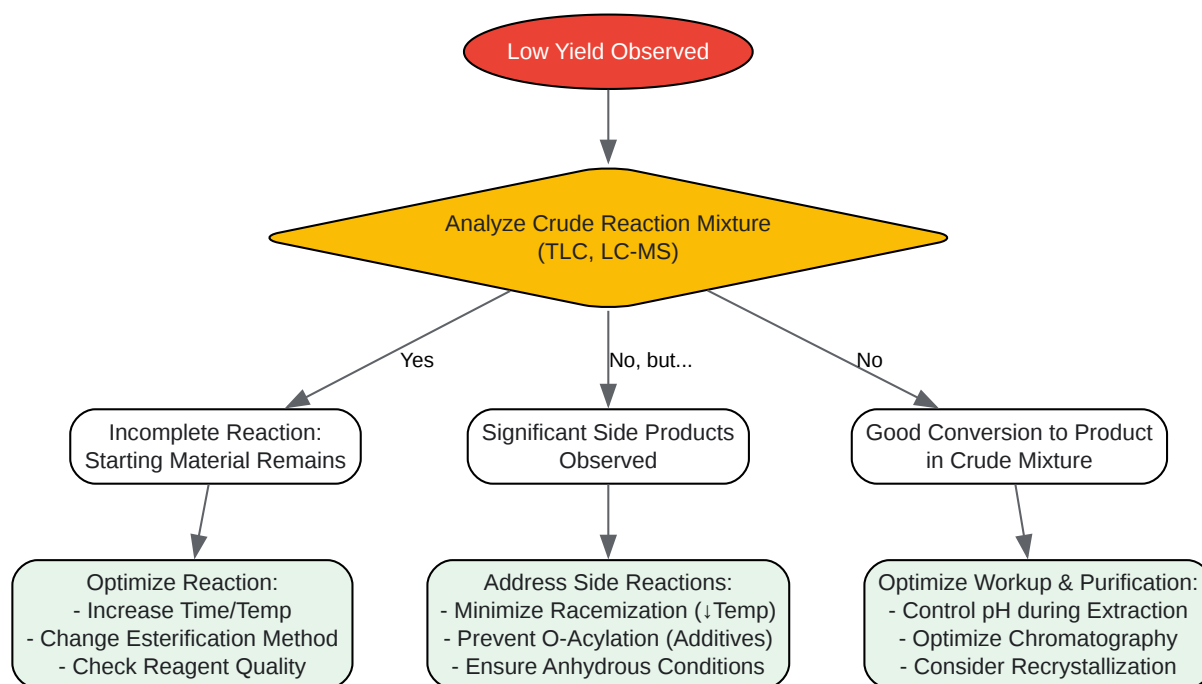 Low Yield Observed
Analyze Crude Reaction Mixture
(TLC, LC-MS)
Yes
No, but...
No
Incomplete Reaction:
Starting Material Remains
Significant Side Products
Observed
Good Conversion to Product
in Crude Mixture
Optimize Reaction:
- Increase Time/Temp
- Change Esterification Method
- Check Reagent Quality
Address Side Reactions:
- Minimize Racemization (↓Temp)
- Prevent O-Acylation (Additives)
- Ensure Anhydrous Conditions
Optimize Workup & Purification:
- Control pH during Extraction
- Optimize Chromatography
- Consider Recrystallization